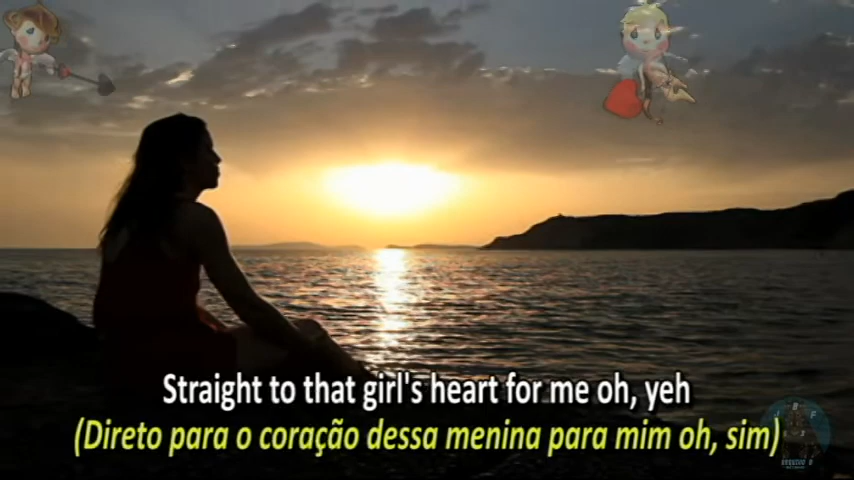 Straight to that girl's heart for me oh, yeh
(Direto para o coração dessa menina para mim oh, sim)
J B F